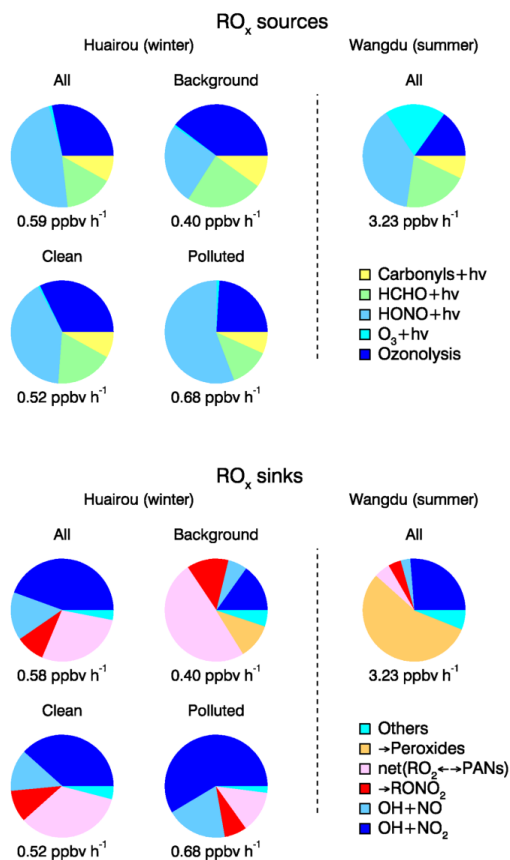 ROx sources
Huairou (winter)
Wangdu (summer)
All
Background
All
0.59 ppbv h-1
0.40 ppbv h-1
3.23 ppbv h-1
Clean
Polluted
0.52 ppbv h-1
0.68 ppbv h-1
Carbonyls+hv
HCHO+hv
HONO+hv
O3+hv
Ozonolysis
ROx sinks
Huairou (winter)
Wangdu (summer)
All
Background
All
0.58 ppbv h-1
0.40 ppbv h-1
3.23 ppbv h-1
Clean
Polluted
0.52 ppbv h-1
0.68 ppbv h-1
Others
→Peroxides
net(RO2←→PANs)
→RONO2
OH+NO
OH+NO2